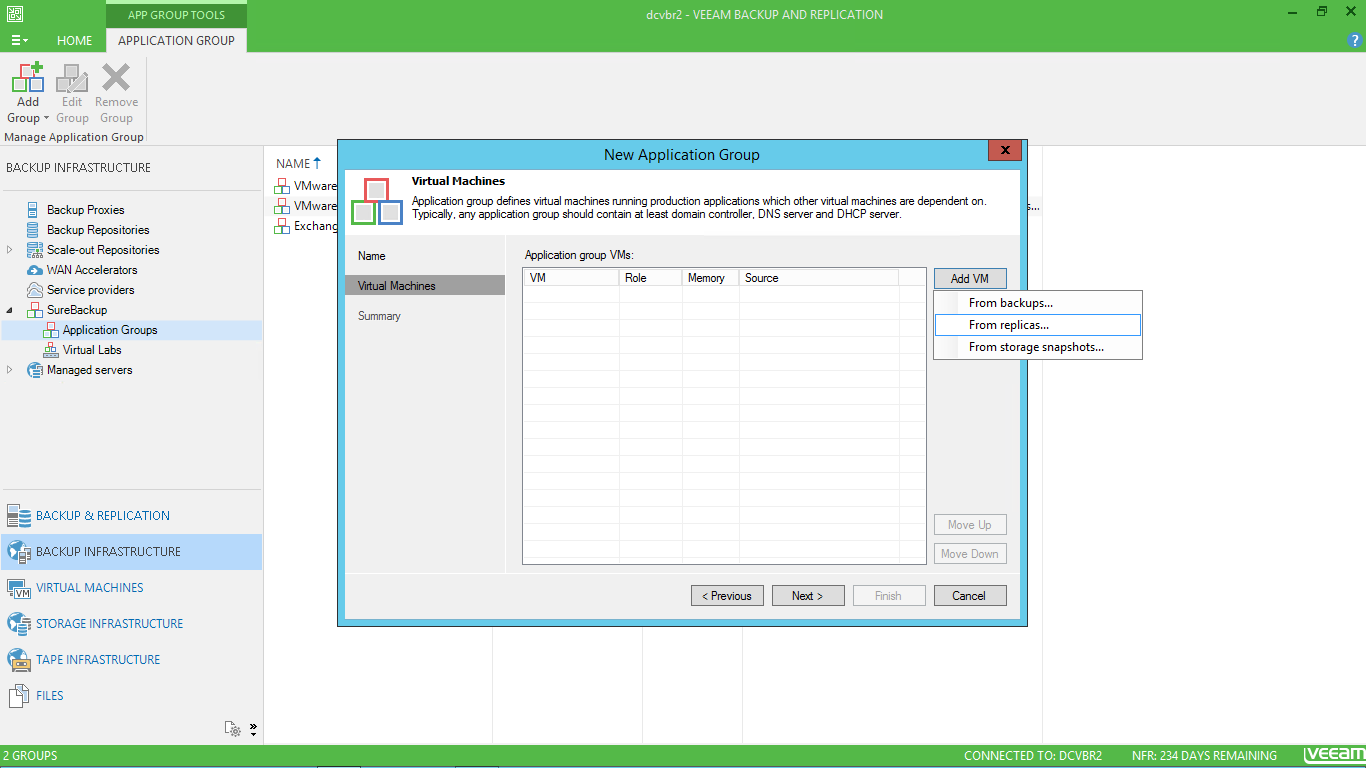 APP GROUP TOOLS
dcvbr2 - VEEAM BACKUP AND REPLICATION
HOME
APPLICATION GROUP
?
Add Group
Edit Group
Remove Group
Manage Application Group
BACKUP INFRASTRUCTURE
Backup Proxies
Backup Repositories
Scale-out Repositories
WAN Accelerators
Service providers
SureBackup
Application Groups
Virtual Labs
Managed servers
BACKUP & REPLICATION
BACKUP INFRASTRUCTURE
VIRTUAL MACHINES
STORAGE INFRASTRUCTURE
TAPE INFRASTRUCTURE
FILES
NAME
VMware
VMware
Exchang
s...
New Application Group
x
Virtual Machines
Application group defines virtual machines running production applications which other virtual machines are dependent on.
Typically, any application group should contain at least domain controller, DNS server and DHCP server.
Name
Virtual Machines
Summary
Application group VMs:
VM Role Memory Source
Add VM
From backups...
From replicas...
From storage snapshots...
Move Up
Move Down
< Previous
Next >
Finish
Cancel
2 GROUPS
CONNECTED TO: DCVBR2
NFR: 234 DAYS REMAINING
veeam